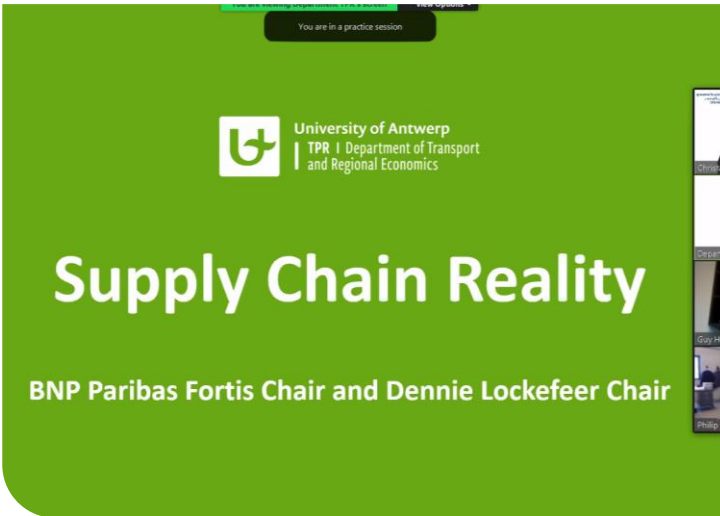 You are in a practice session
University of Antwerp
TPR I Department of Transport
and Regional Economics
Supply Chain Reality
BNP Paribas Fortis Chair and Dennie Lockefeer Chair
Guy H
Philip